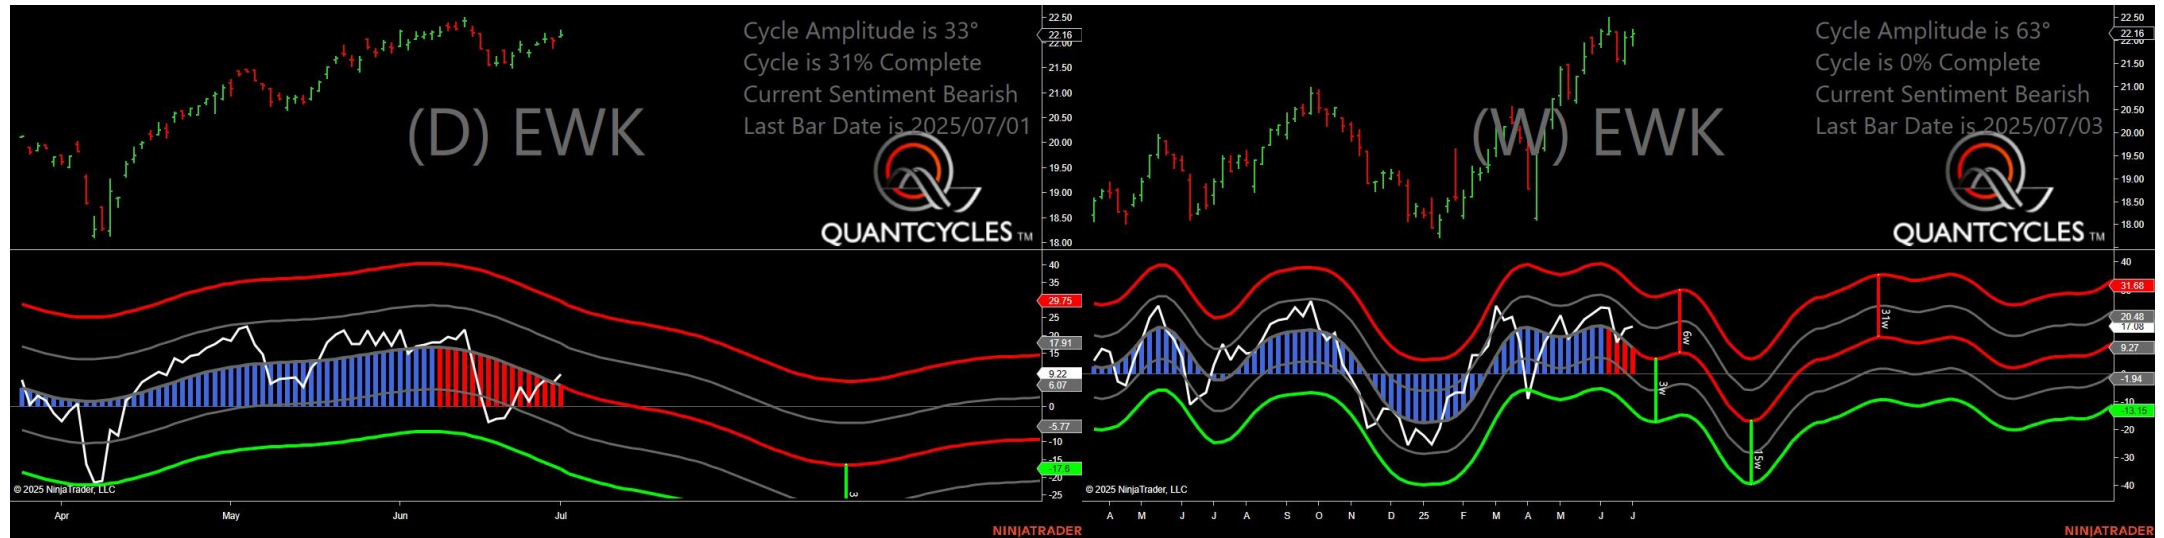 Cycle Amplitude is 33°
Cycle is 31% Complete
Current Sentiment Bearish
Last Bar Date is 2025/07/01
(D) EWK
QUANTCYCLES TM
22.50
22.16
22.00
21.50
21.00
20.50
20.00
19.50
19.00
18.50
18.00
40
35
29.75
25
20
17.91
15
9.22
6.07
0
-5.77
-10
-15
-17.6
-20
-25
© 2025 NinjaTrader, LLC
Apr May Jun Jul
NINJATRADER
Cycle Amplitude is 63°
Cycle is 0% Complete
Current Sentiment Bearish
Last Bar Date is 2025/07/03
(W) EWK
QUANTCYCLES TM
22.50
22.16
22.00
21.50
21.00
20.50
20.00
19.50
19.00
18.50
18.00
40
31.68
20.48
17.08
9.27
-1.94
-10
-13.15
-20
-30
-40
6w
3w
15w
31w
© 2025 NinjaTrader, LLC
A M J J A S O N D 25 F M A M J J
NINJATRADER